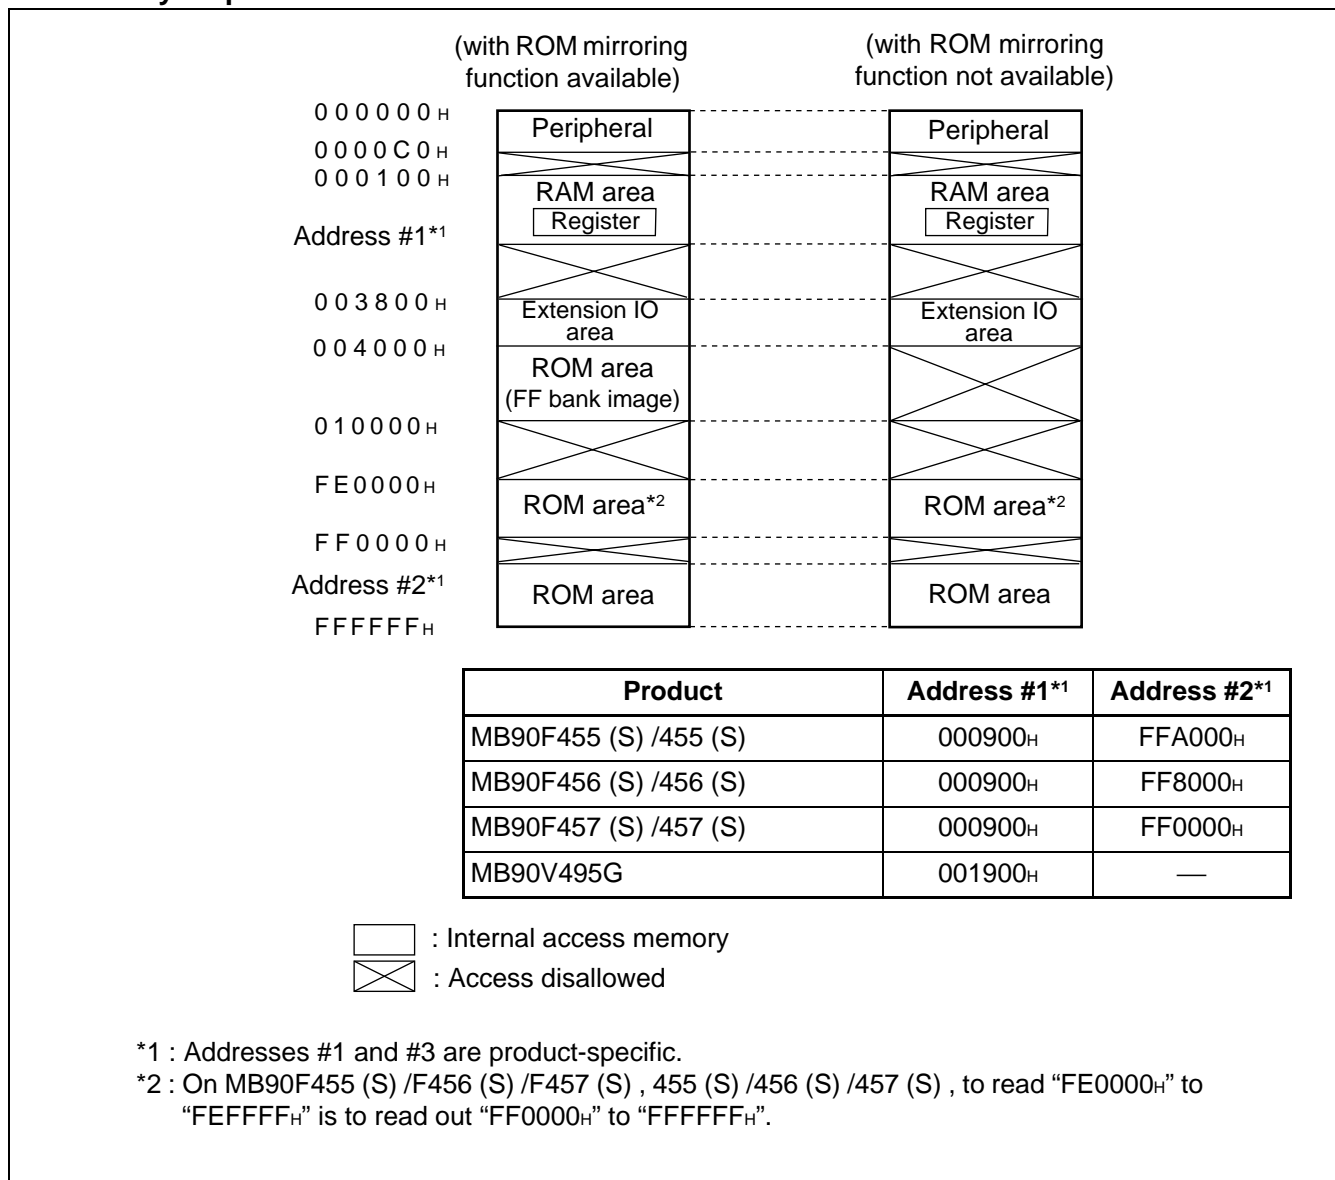 (with ROM mirroring
function available)
(with ROM mirroring
function not available)
000000H
0000C0H
000100H
Address #1*1
003800H
004000H
010000H
FE0000H
FF0000H
Address #2*1
FFFFFFH
Peripheral
RAM area
Register
Extension IO
area
ROM area
(FF bank image)
ROM area*2
ROM area
Peripheral
RAM area
Register
Extension IO
area
ROM area*2
ROM area
Product Address #1*1 Address #2*1
MB90F455 (S) /455 (S) 000900H FFA000H
MB90F456 (S) /456 (S) 000900H FF8000H
MB90F457 (S) /457 (S) 000900H FF0000H
MB90V495G 001900H —
: Internal access memory
: Access disallowed
*1 : Addresses #1 and #3 are product-specific.
*2 : On MB90F455 (S) /F456 (S) /F457 (S) , 455 (S) /456 (S) /457 (S) , to read “FE0000H” to
“FEFFFFH” is to read out “FF0000H” to “FFFFFFH”.